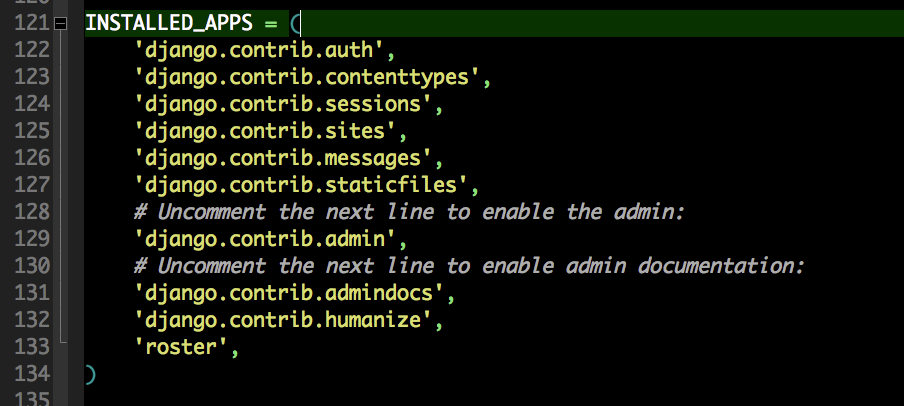 121 INSTALLED_APPS = (
122     'django.contrib.auth',
123     'django.contrib.contenttypes',
124     'django.contrib.sessions',
125     'django.contrib.sites',
126     'django.contrib.messages',
127     'django.contrib.staticfiles',
128     # Uncomment the next line to enable the admin:
129     'django.contrib.admin',
130     # Uncomment the next line to enable admin documentation:
131     'django.contrib.admindocs',
132     'django.contrib.humanize',
133     'roster',
134 )
135